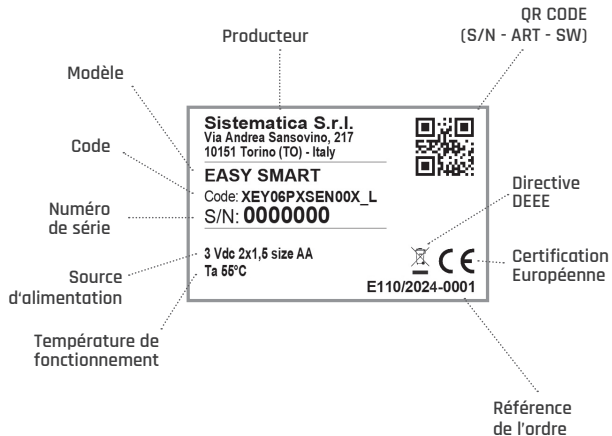 QR CODE
(S/N - ART - SW)
Producteur
Modèle
Code
Numéro
de série
Source
d'alimentation
Température de
fonctionnement
Sistematica S.r.l.
Via Andrea Sansovino, 217
10151 Torino (TO) - Italy
EASY SMART
Code: XEY06PXSEN00X_L
S/N: 0000000
3 Vdc 2x1,5 size AA
Ta 55°C
CE
E110/2024-0001
Directive
DEEE
Certification
Européenne
Référence
de l'ordre